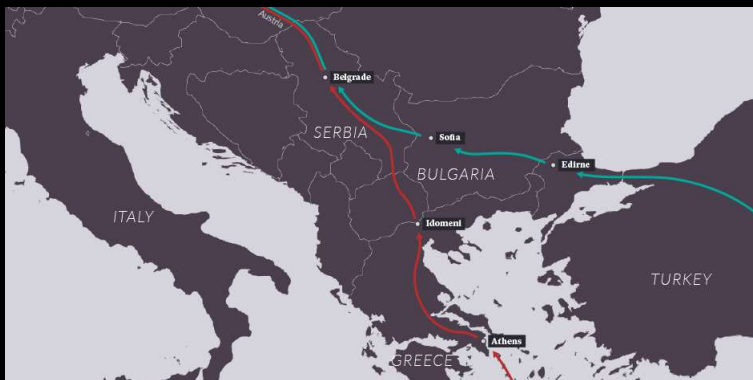 Austria
Belgrade
SERBIA
Sofia
Edirne
BULGARIA
ITALY
Idomeni
TURKEY
Athens
GREECE